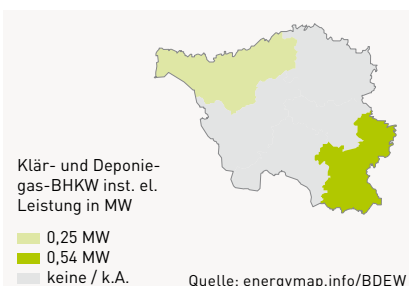 Klär- und Deponie-
gas-BHKW inst. el.
Leistung in MW
0,25 MW
0,54 MW
keine / k.A.
Quelle: energymap.info/BDEW